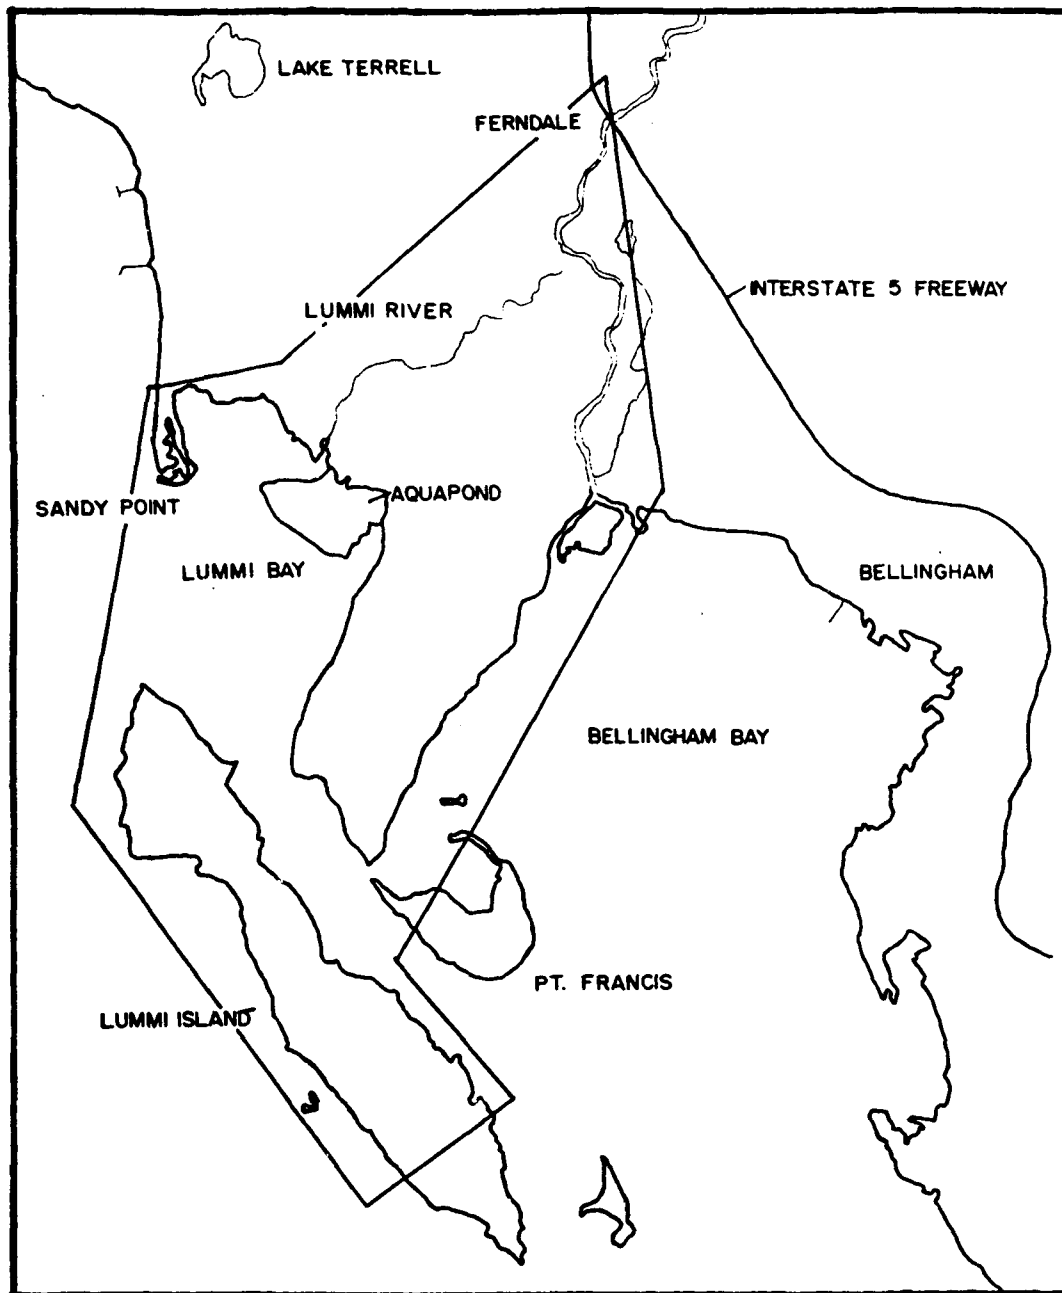 LAKE TERRELL
FERNDALE
INTERSTATE 5 FREEWAY
LUMMI RIVER
AQUAPOND
SANDY POINT
LUMMI BAY
BELLINGHAM
BELLINGHAM BAY
PT. FRANCIS
LUMMI ISLAND